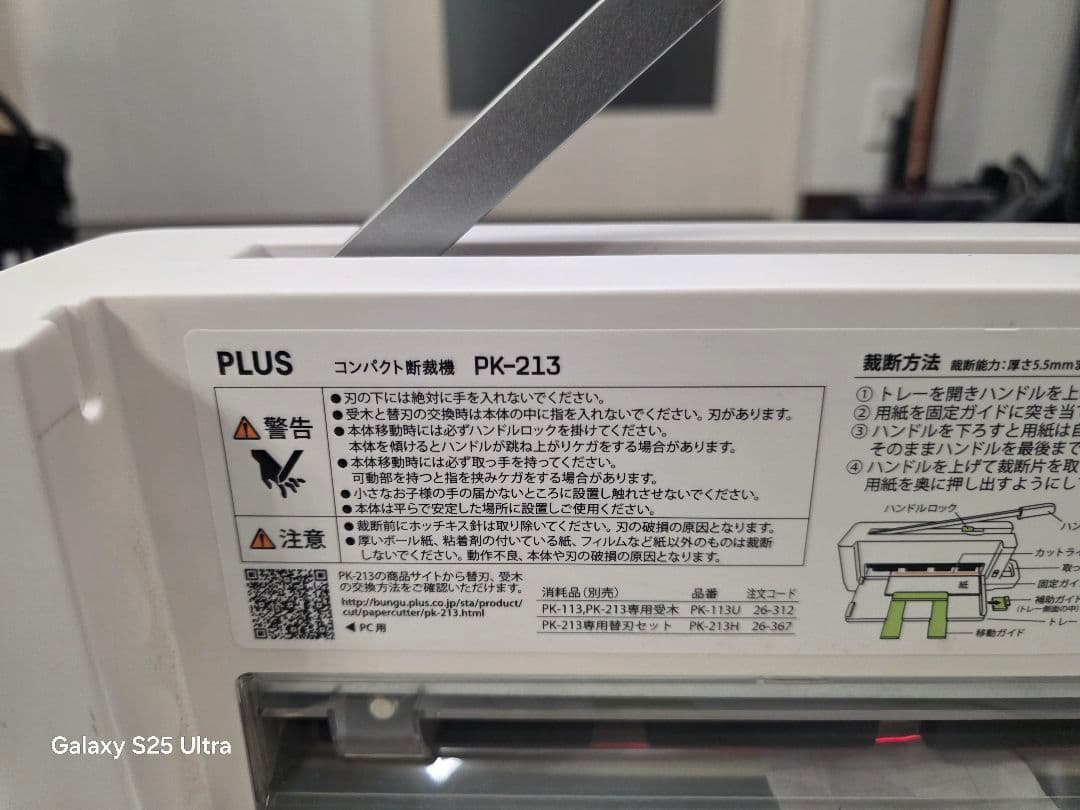 PLUS コンパクト断裁機 PK-213
警告
●刃の下には絶対に手を入れないでください。
●受木と替刃の交換時は本体の中に指を入れないでください。刃があります。
●本体移動時には必ずハンドルロックを掛けてください。
本体を傾けるとハンドルが跳ね上がりケガをする場合があります。
●本体移動時には必ず取っ手を持ってください。
可動部を持つと指を挟みケガをする場合があります。
●小さなお子様の手の届かないところに設置し触れさせないでください。
●本体は平らで安定した場所に設置しご使用ください。
注意
●裁断前にホッチキス針は取り除いてください。刃の破損の原因となります。
●厚いボール紙、粘着剤の付いている紙、フィルムなど紙以外のものは裁断
しないでください。動作不良、本体や刃の破損の原因となります。
PK-213の商品サイトから替刃、受木
の交換方法をご確認いただけます。
http://bungu.plus.co.jp/sta/product/
cut/papercutter/pk-213.html
◀PC用
消耗品(別売) 品番 注文コード
PK-113,PK-213専用受木 PK-113U 26-312
PK-213専用替刃セット PK-213H 26-367
裁断方法 裁断能力:厚さ5.5mmま
① トレーを開きハンドルを上
② 用紙を固定ガイドに突き当
③ ハンドルを下ろすと用紙は自
そのままハンドルを最後まで
④ ハンドルを上げて裁断片を取
用紙を奥に押し出すようにし
ハンドルロック
ハン
カットライ
取っ
固定ガイ
紙
補助ガイド
(トレー側面の中
トレー
移動ガイド
Galaxy S25 Ultra